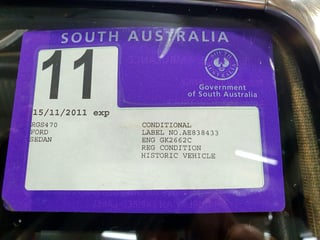 SOUTH AUSTRALIA
11
Government
of South Australia
15/11/2011 exp
RGS470
FORD
SEDAN
CONDITIONAL
LABEL NO.AE838433
ENG GK2662C
REG CONDITION
HISTORIC VEHICLE